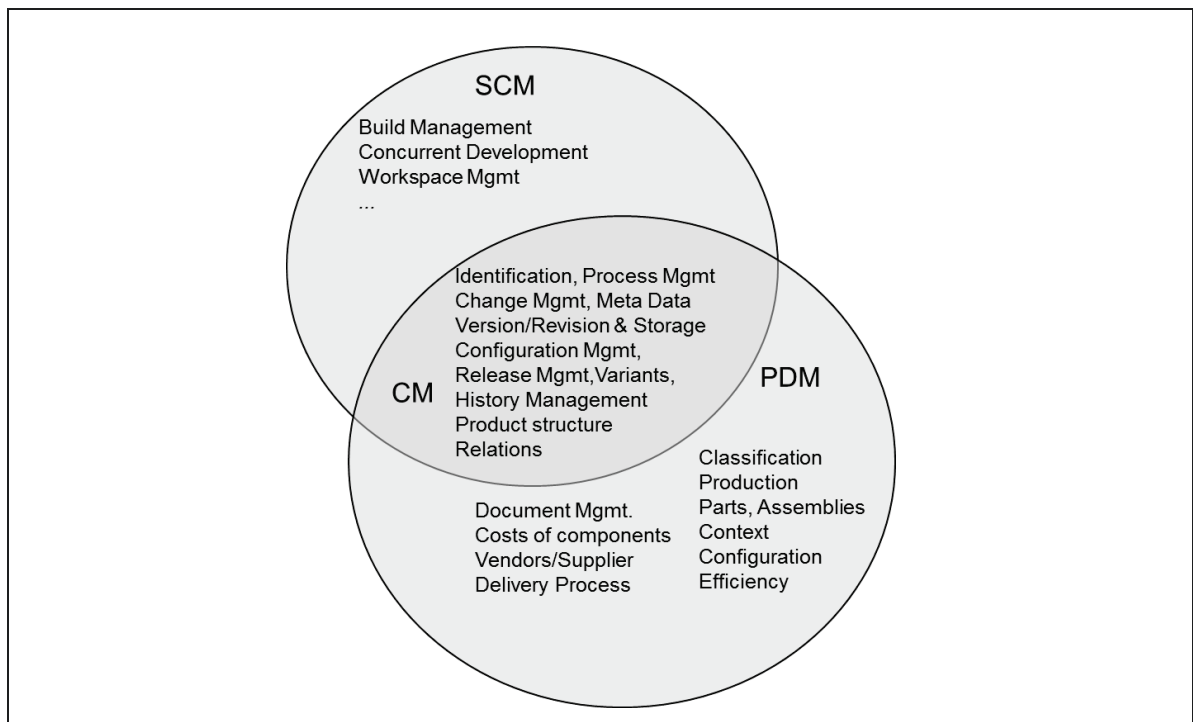 SCM
Build Management
Concurrent Development
Workspace Mgmt
...
Identification, Process Mgmt
Change Mgmt, Meta Data
Version/Revision & Storage
Configuration Mgmt,
Release Mgmt,Variants,
History Management
Product structure
Relations
CM
PDM
Document Mgmt.
Costs of components
Vendors/Supplier
Delivery Process
Classification
Production
Parts, Assemblies
Context
Configuration
Efficiency